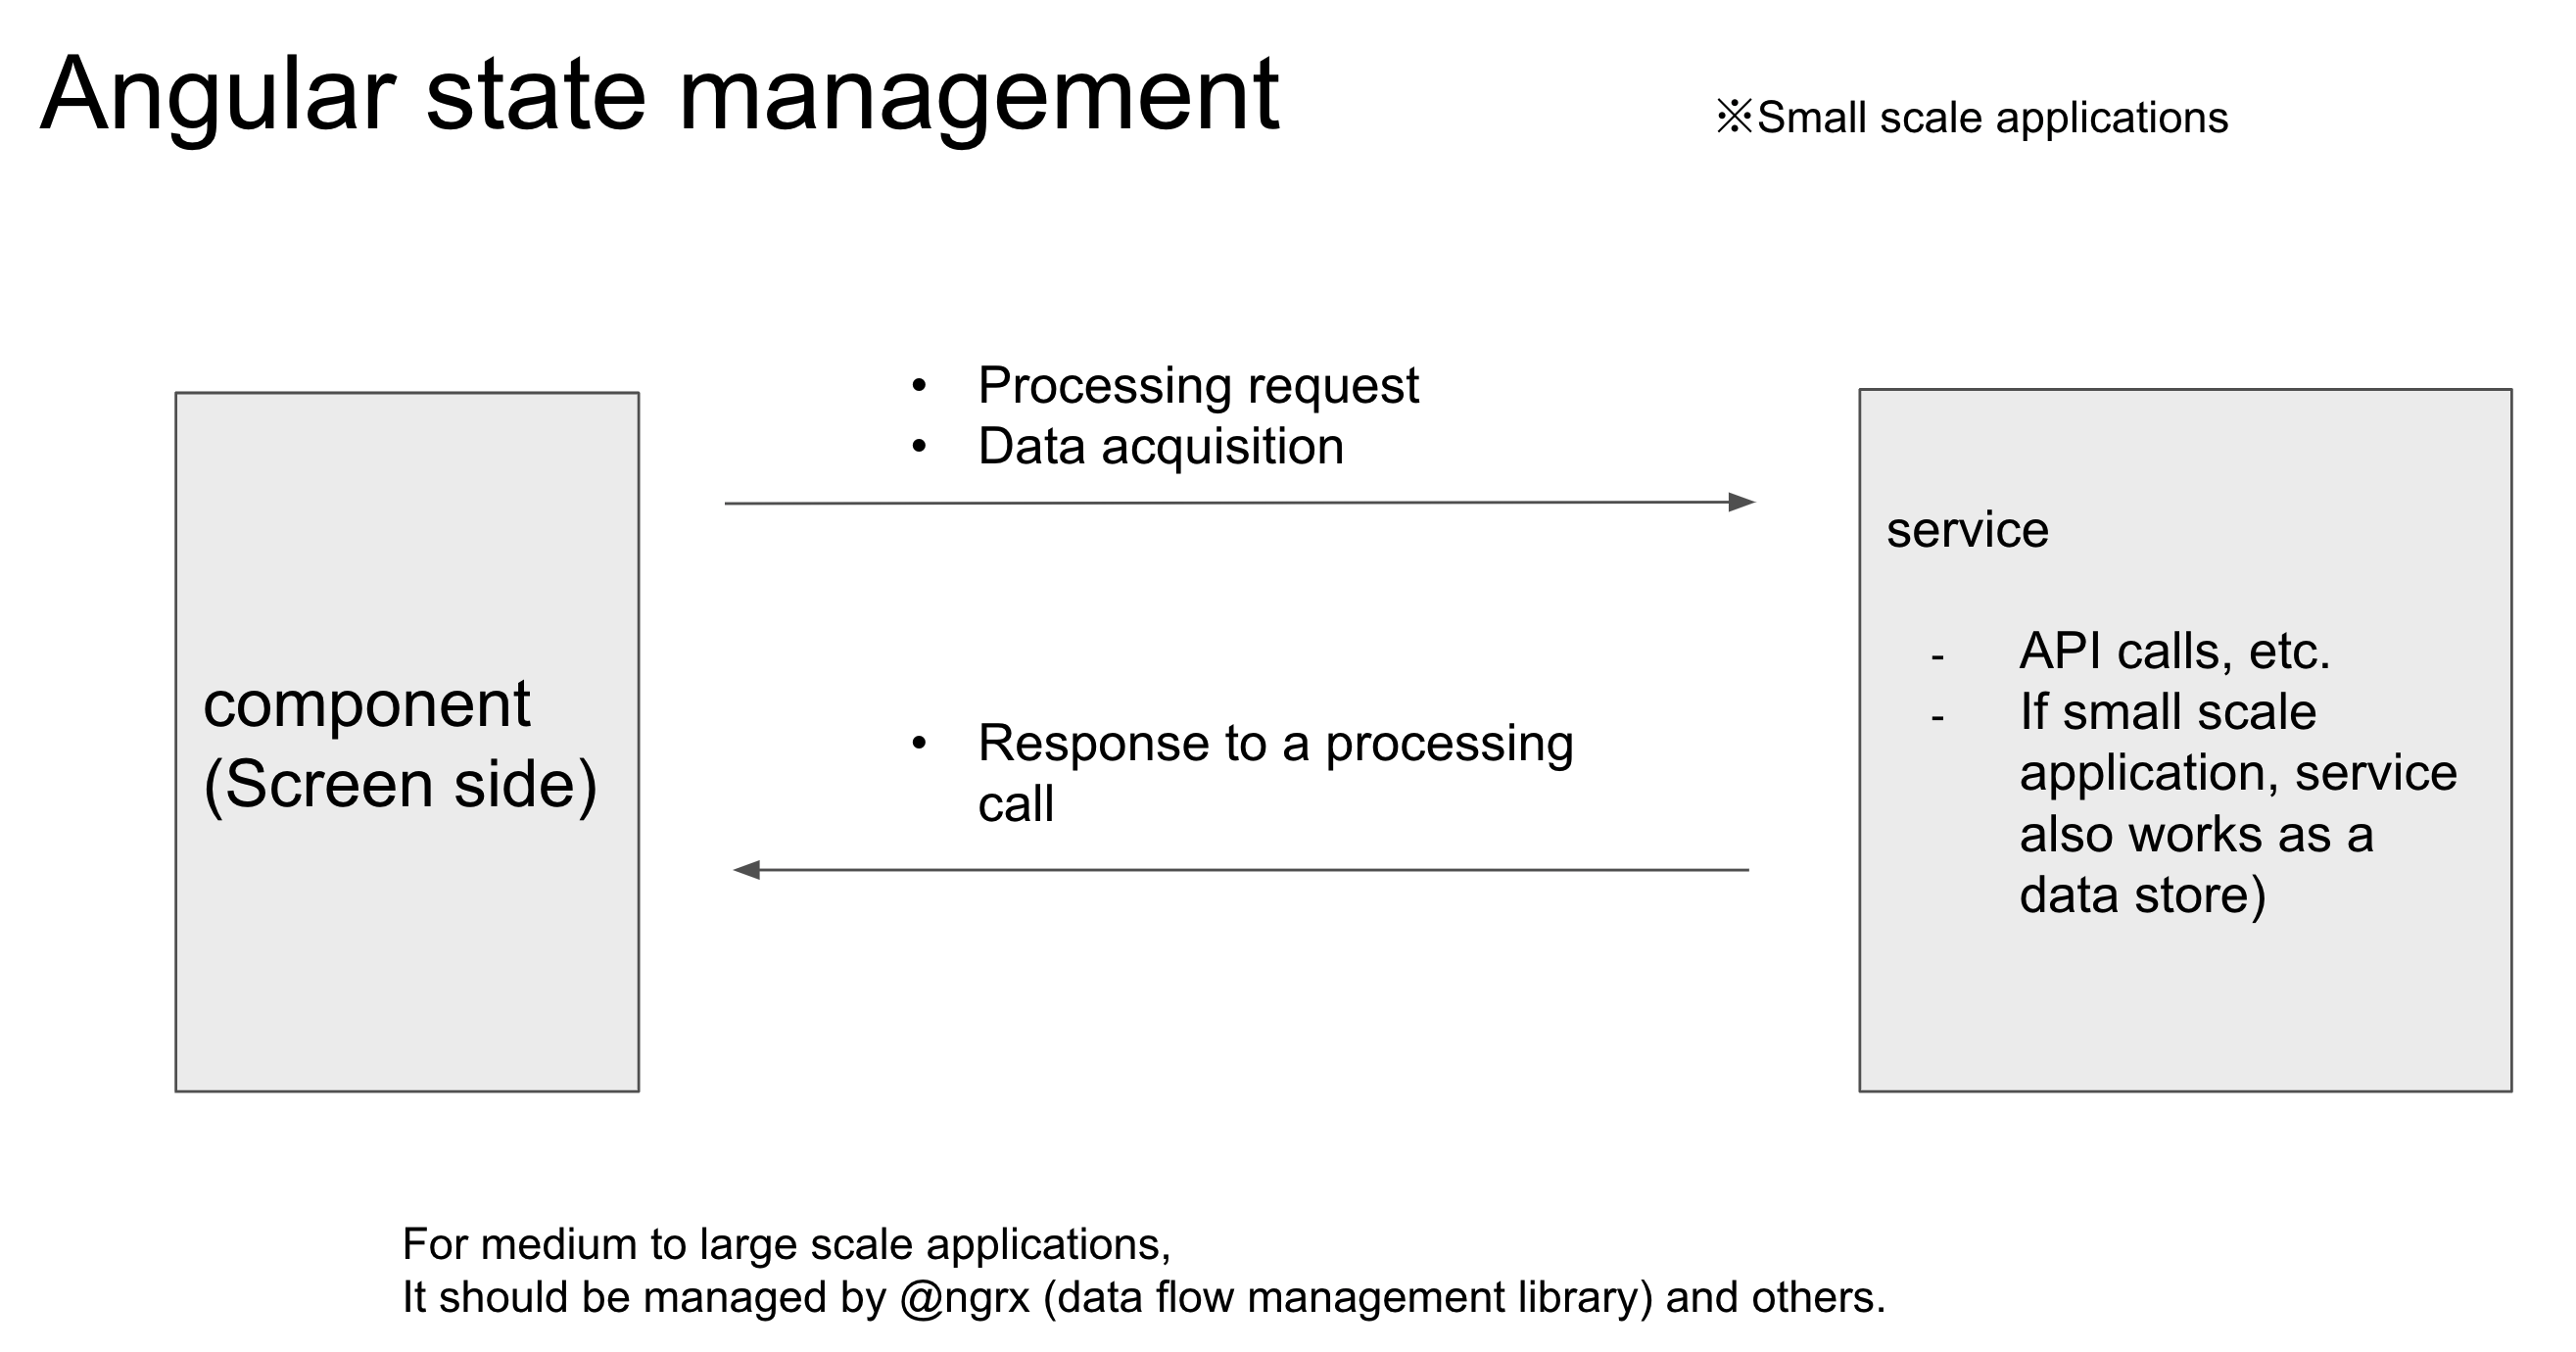 Angular state management
※Small scale applications
• Processing request
• Data acquisition
component
(Screen side)
• Response to a processing
call
service
- API calls, etc.
- If small scale
application, service
also works as a
data store)
For medium to large scale applications,
It should be managed by @ngrx (data flow management library) and others.